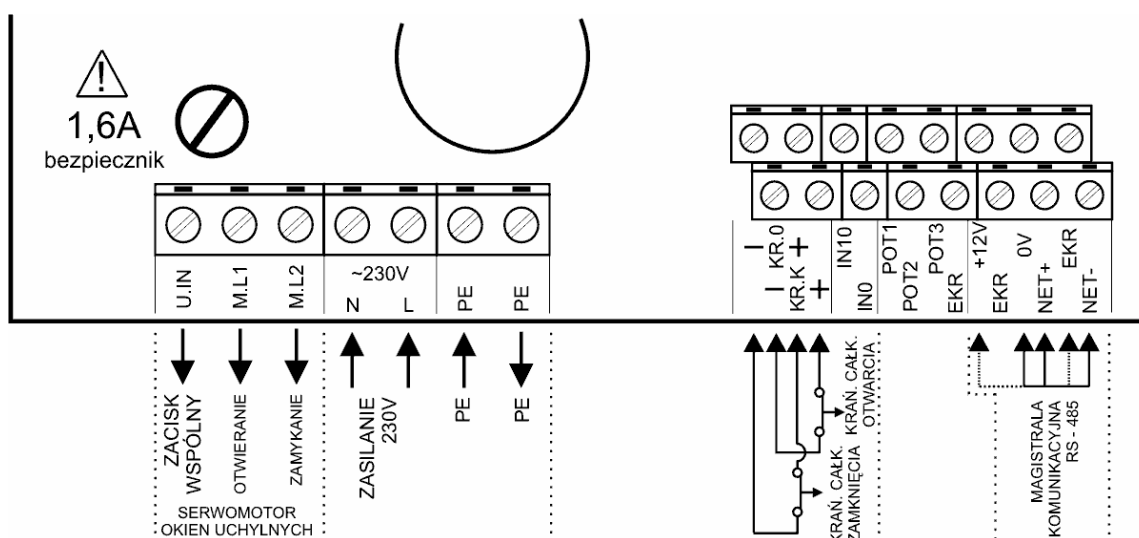 !
1,6A
bezpiecznik
U.IN
M.L1
M.L2
~230V
N
L
PE
PE
– KR.0 +
– KR.K +
IN10
IN0
POT1
POT2
POT3
EKR
+12V
EKR
0V
NET+
EKR
NET-
ZACISK
WSPÓLNY
OTWIERANIE
ZAMYKANIE
SERWOMOTOR
OKIEN UCHYLNYCH
ZASILANIE
230V
PE
PE
KRAŃ. CAŁK.
ZAMKNIĘCIA
KRAŃ. CAŁK.
OTWARCIA
MAGISTRALA
KOMUNIKACYJNA
RS - 485